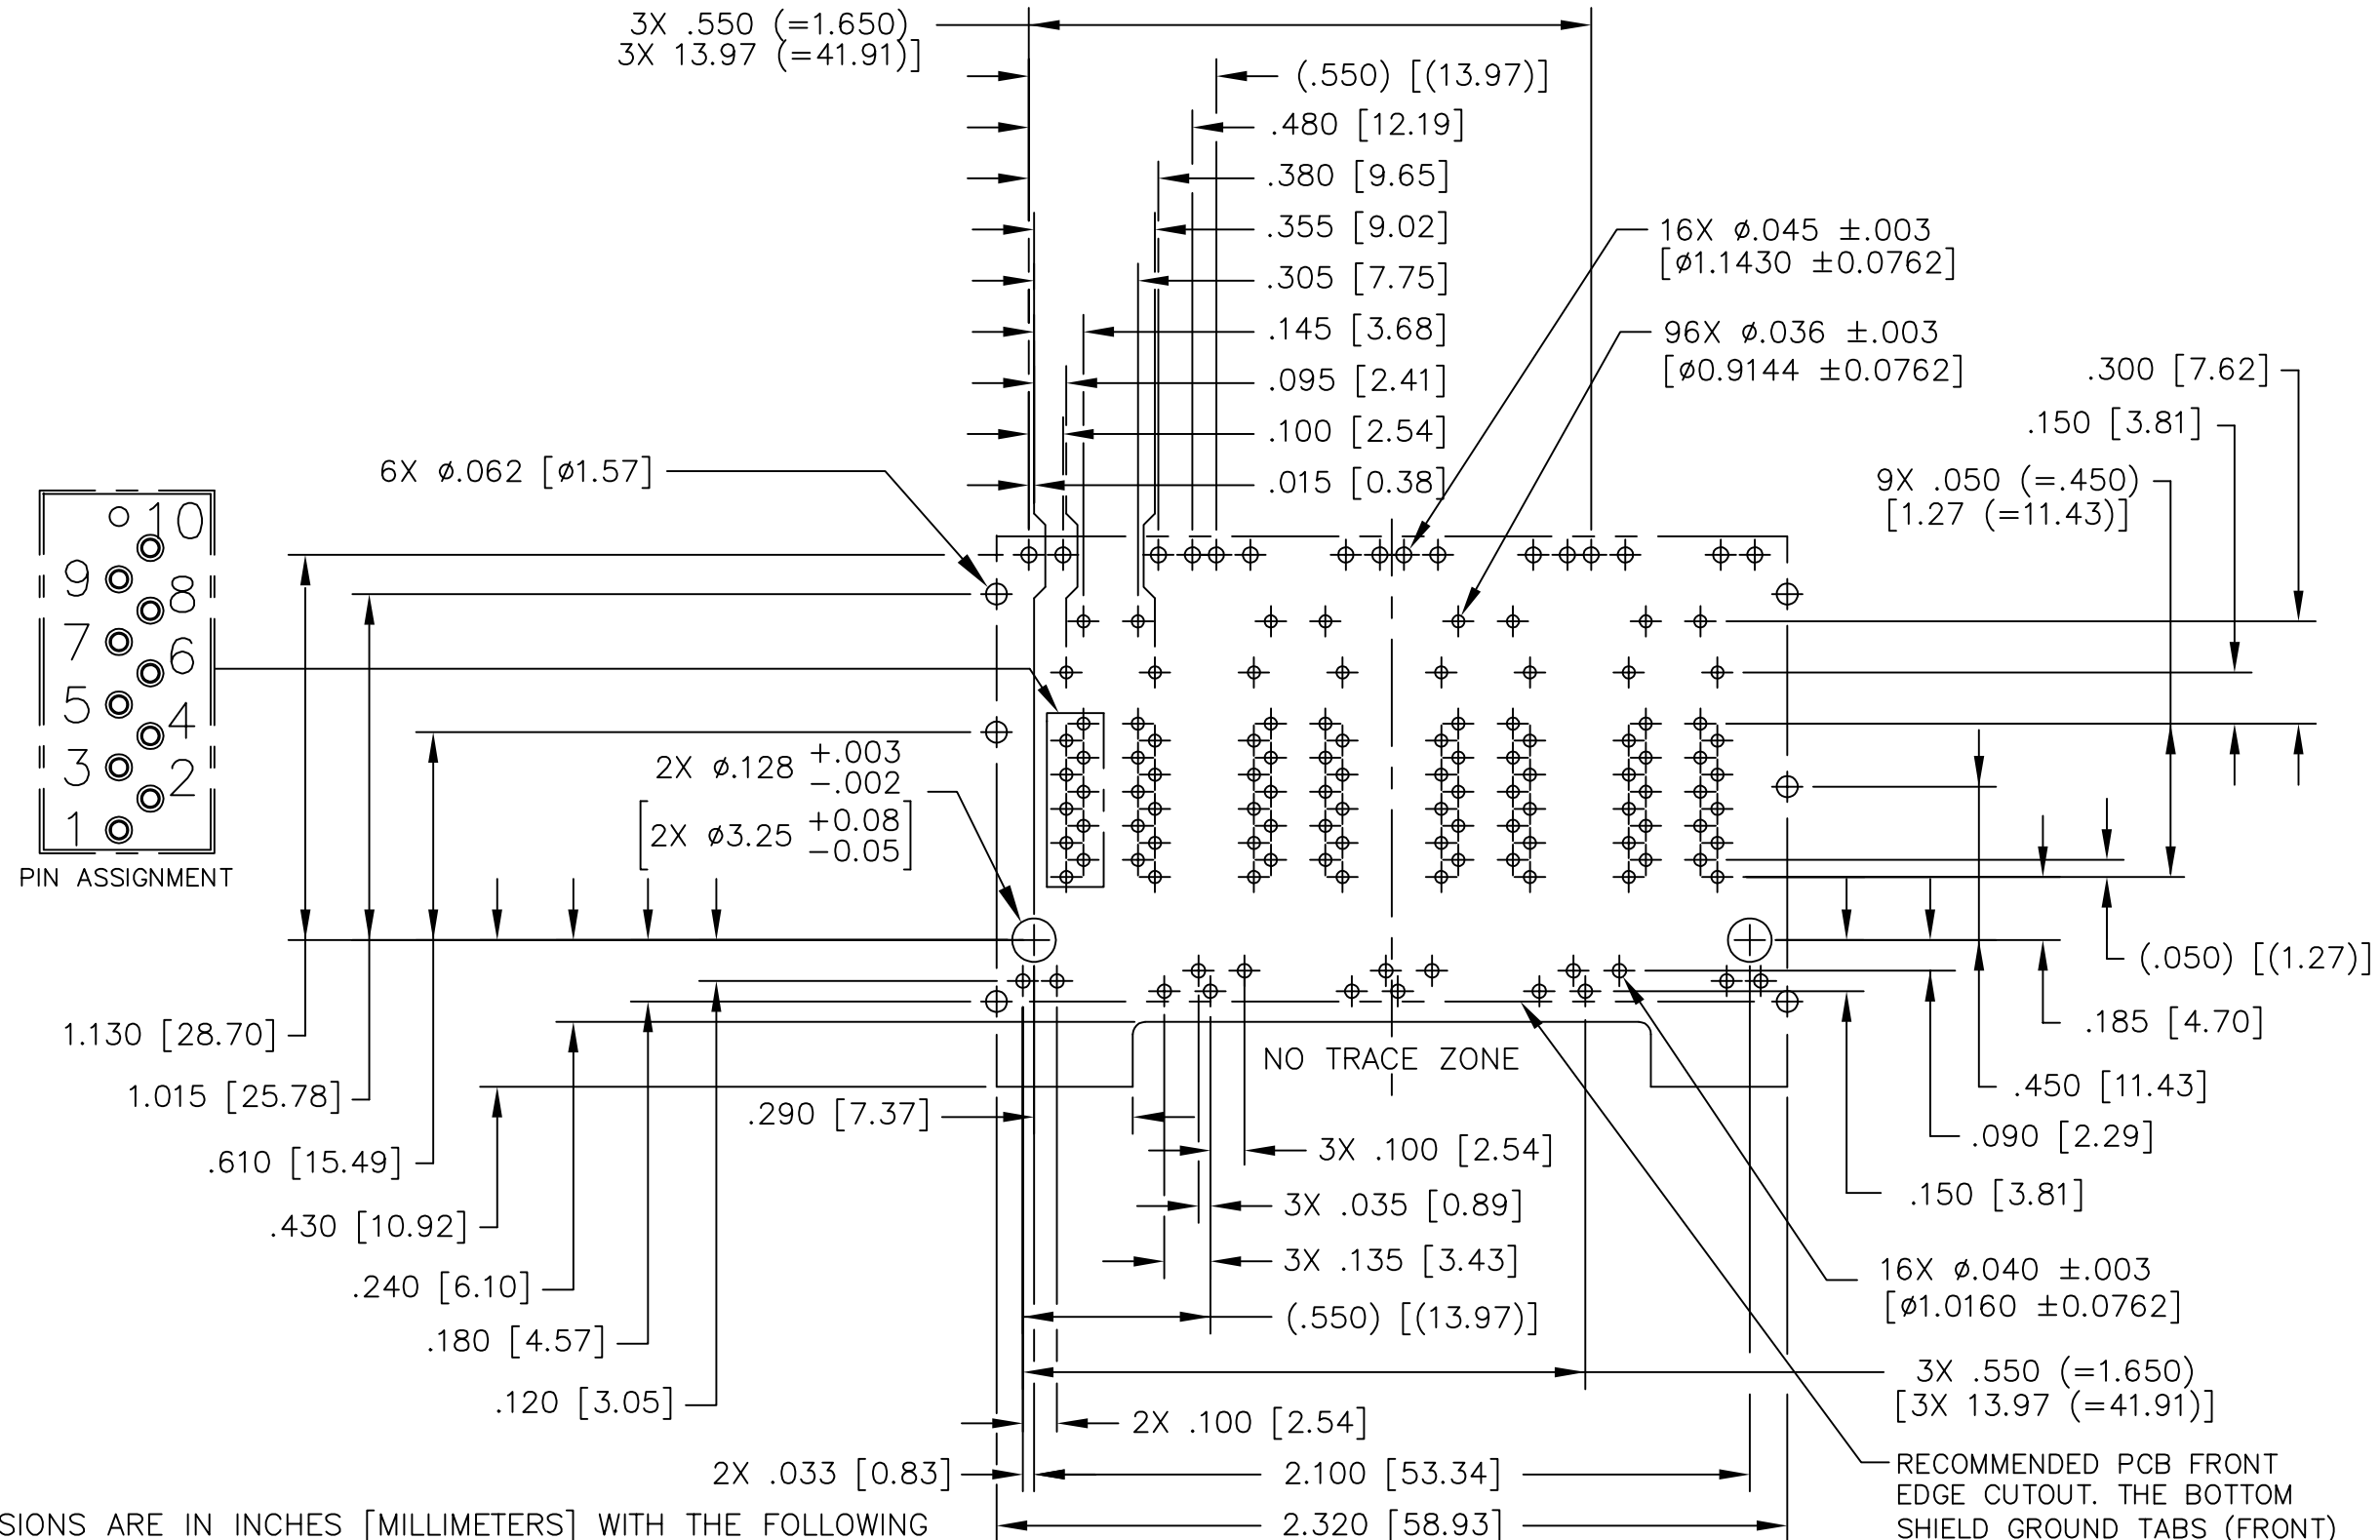 3X .550 (=1.650)
3X 13.97 (=41.91)]
(.550) [(13.97)]
.480 [12.19]
.380 [9.65]
.355 [9.02]
.305 [7.75]
.145 [3.68]
.095 [2.41]
.100 [2.54]
.015 [0.38]
16X ø.045 ±.003
[ø1.1430 ±0.0762]
96X ø.036 ±.003
[ø0.9144 ±0.0762]
.300 [7.62]
.150 [3.81]
9X .050 (=.450)
[1.27 (=11.43)]
6X ø.062 [ø1.57]
10
9
8
7
6
5
4
3
2
1
PIN ASSIGNMENT
2X ø.128 +.003
-.002
[2X ø3.25 +0.08
-0.05]
(.050) [(1.27)]
.185 [4.70]
.450 [11.43]
.090 [2.29]
.150 [3.81]
1.130 [28.70]
1.015 [25.78]
.610 [15.49]
.430 [10.92]
.240 [6.10]
.180 [4.57]
.120 [3.05]
NO TRACE ZONE
.290 [7.37]
3X .100 [2.54]
3X .035 [0.89]
3X .135 [3.43]
(.550) [(13.97)]
16X ø.040 ±.003
[ø1.0160 ±0.0762]
3X .550 (=1.650)
[3X 13.97 (=41.91)]
2X .100 [2.54]
2X .033 [0.83]
2.100 [53.34]
2.320 [58.93]
RECOMMENDED PCB FRONT
EDGE CUTOUT. THE BOTTOM
SHIELD GROUND TABS (FRONT)
SIONS ARE IN INCHES [MILLIMETERS] WITH THE FOLLOWING